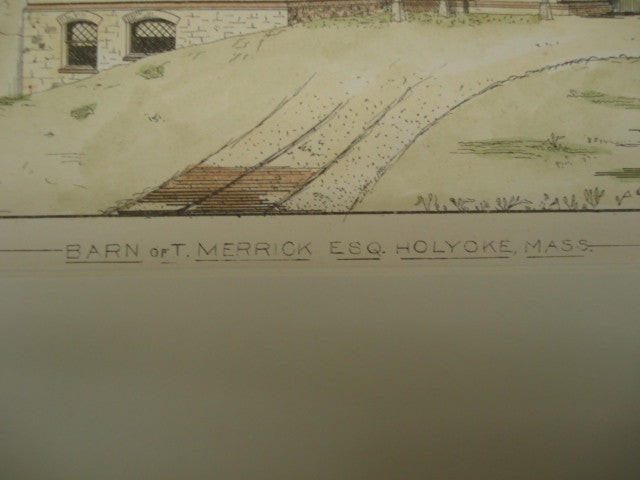 BARN OF T. MERRICK ESQ. HOLYOKE, MASS.